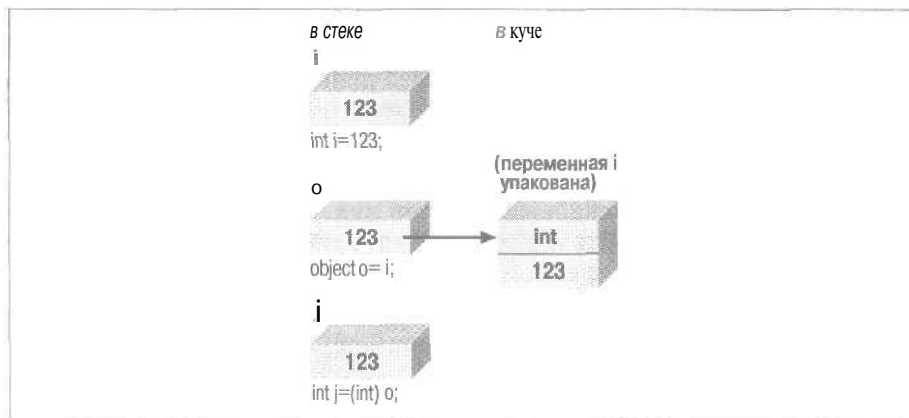 в стеке
в куче
i
123
int i=123;
(переменная i
упакована)
o
123
int
object o= i;
123
j
123
int j=(int) o;